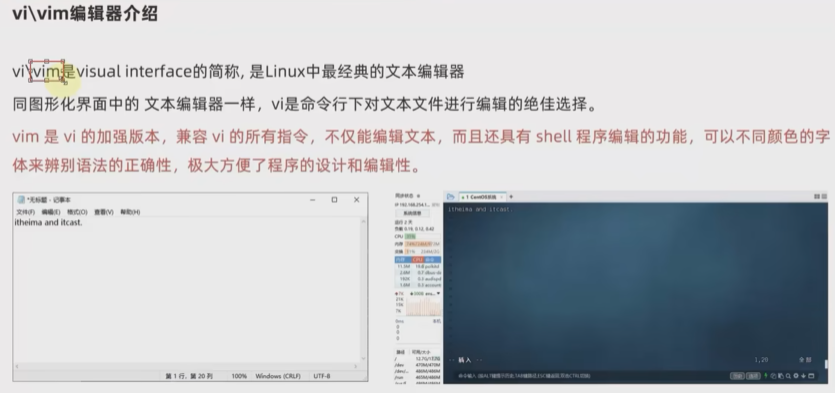 vi\vim编辑器介绍
vi\vim是visual interface的简称, 是Linux中最经典的文本编辑器
同图形化界面中的 文本编辑器一样，vi是命令行下对文本文件进行编辑的绝佳选择。
vim 是 vi 的加强版本，兼容 vi 的所有指令，不仅能编辑文本，而且还具有 shell 程序编辑的功能，可以不同颜色的字
体来辨别语法的正确性，极大方便了程序的设计和编辑性。
*无标题 - 记事本
文件(F) 编辑(E) 格式(O) 查看(V) 帮助(H)
itheima and itcast.
第 1 行，第 20 列 100% Windows (CRLF) UTF-8
同步状态
系统信息
CPU
1 CentOS
itheima and itcast.
-- 插入 --
1,20 全部